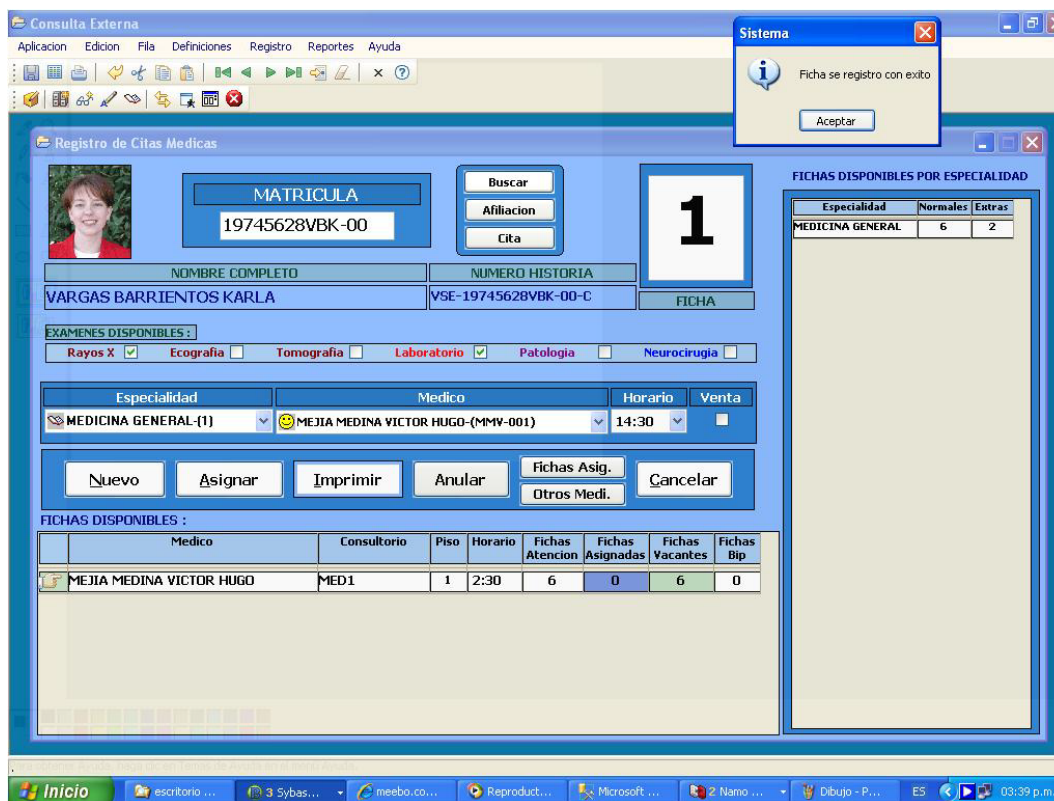 Consulta Externa
Aplicacion Edicion Fila Definiciones Registro Reportes Ayuda
Sistema
Ficha se registro con exito
Aceptar
Registro de Citas Medicas
MATRICULA
19745628VBK-00
Buscar
Afiliacion
Cita
1
FICHA
NOMBRE COMPLETO NUMERO HISTORIA
VARGAS BARRIENTOS KARLA VSE-19745628VBK-00-C
EXAMENES DISPONIBLES :
Rayos X Ecografia Tomografia Laboratorio Patologia Neurocirugia
Especialidad Medico Horario Venta
MEDICINA GENERAL-(1) MEJIA MEDINA VICTOR HUGO-(MMV-001) 14:30
Nuevo Asignar Imprimir Anular Fichas Asig. Otros Medi. Cancelar
FICHAS DISPONIBLES :
Medico Consultorio Piso Horario Fichas Atencion Fichas Asignadas Fichas Vacantes Fichas Bip
MEJIA MEDINA VICTOR HUGO MED1 1 2:30 6 0 6 0
FICHAS DISPONIBLES POR ESPECIALIDAD
Especialidad Normales Extras
MEDICINA GENERAL 6 2
Inicio escritorio ... 3 Sybas... meebo.co... Reproduct... Microsoft ... 2 Namo ... Dibujo - P... ES 03:39 p.m.